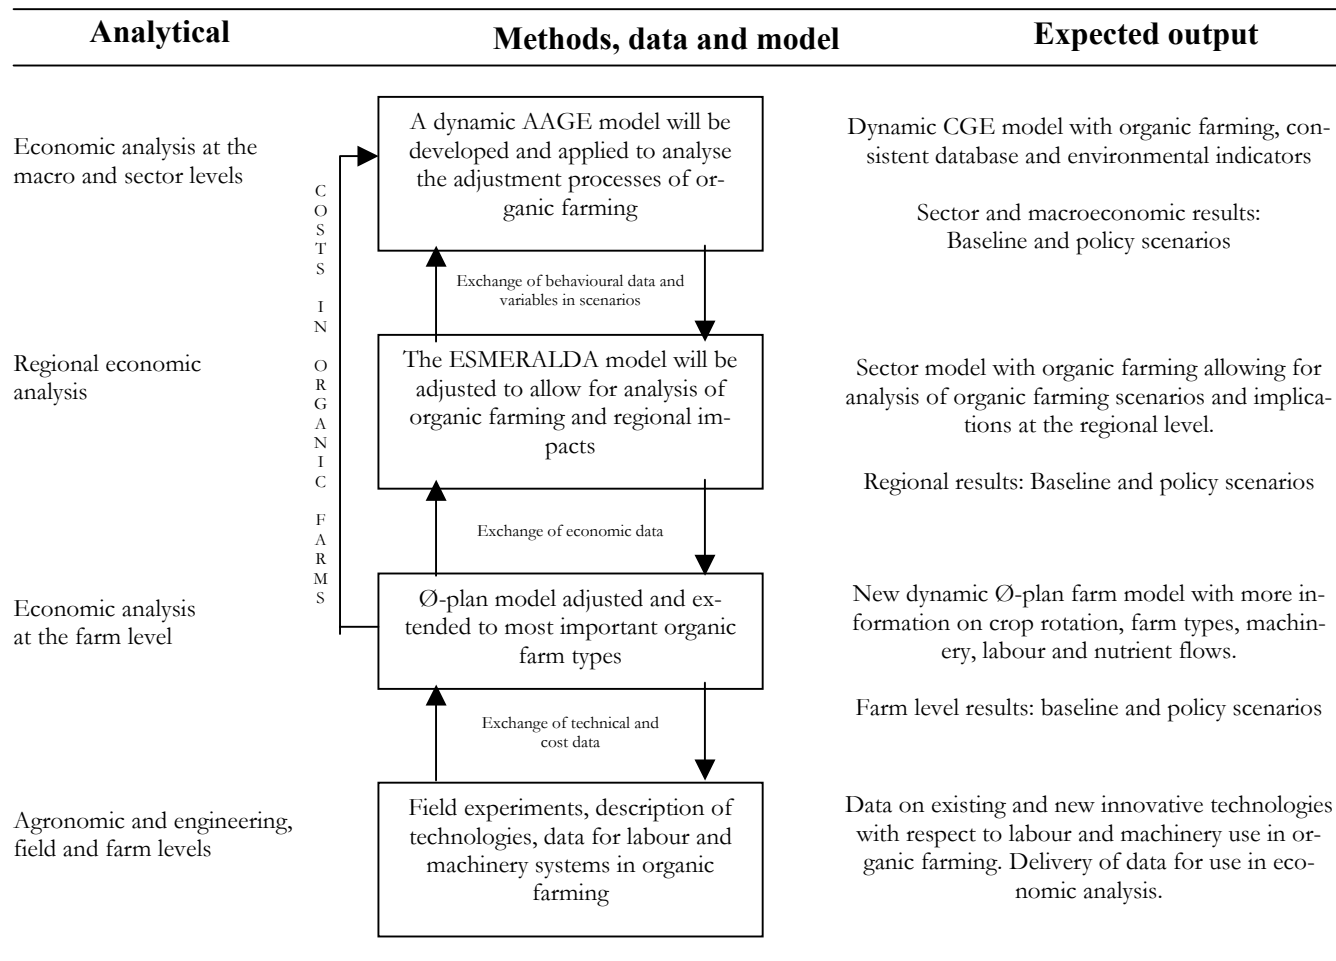 Analytical
Methods, data and model
Expected output
Economic analysis at the
macro and sector levels
A dynamic AAGE model will be
developed and applied to analyse
the adjustment processes of or-
ganic farming
Dynamic CGE model with organic farming, con-
sistent database and environmental indicators
Sector and macroeconomic results:
Baseline and policy scenarios
COSTS IN ORGANIC FARMS
Exchange of behavioural data and
variables in scenarios
Regional economic
analysis
The ESMERALDA model will be
adjusted to allow for analysis of
organic farming and regional im-
pacts
Sector model with organic farming allowing for
analysis of organic farming scenarios and implica-
tions at the regional level.
Regional results: Baseline and policy scenarios
Exchange of economic data
Economic analysis
at the farm level
Ø-plan model adjusted and ex-
tended to most important organic
farm types
New dynamic Ø-plan farm model with more in-
formation on crop rotation, farm types, machin-
ery, labour and nutrient flows.
Farm level results: baseline and policy scenarios
Exchange of technical and
cost data
Agronomic and engineering,
field and farm levels
Field experiments, description of
technologies, data for labour and
machinery systems in organic
farming
Data on existing and new innovative technologies
with respect to labour and machinery use in or-
ganic farming. Delivery of data for use in eco-
nomic analysis.